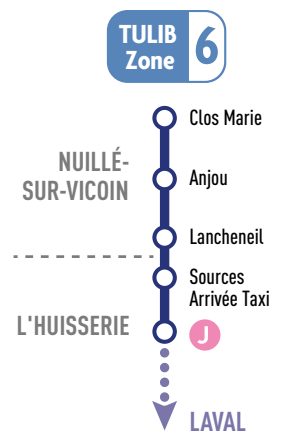 TULIB
Zone
6
Clos Marie
NUILLÉ-
SUR-VICOIN
Anjou
Lancheneil
Sources
Arrivée Taxi
L'HUISSERIE
J
LAVAL